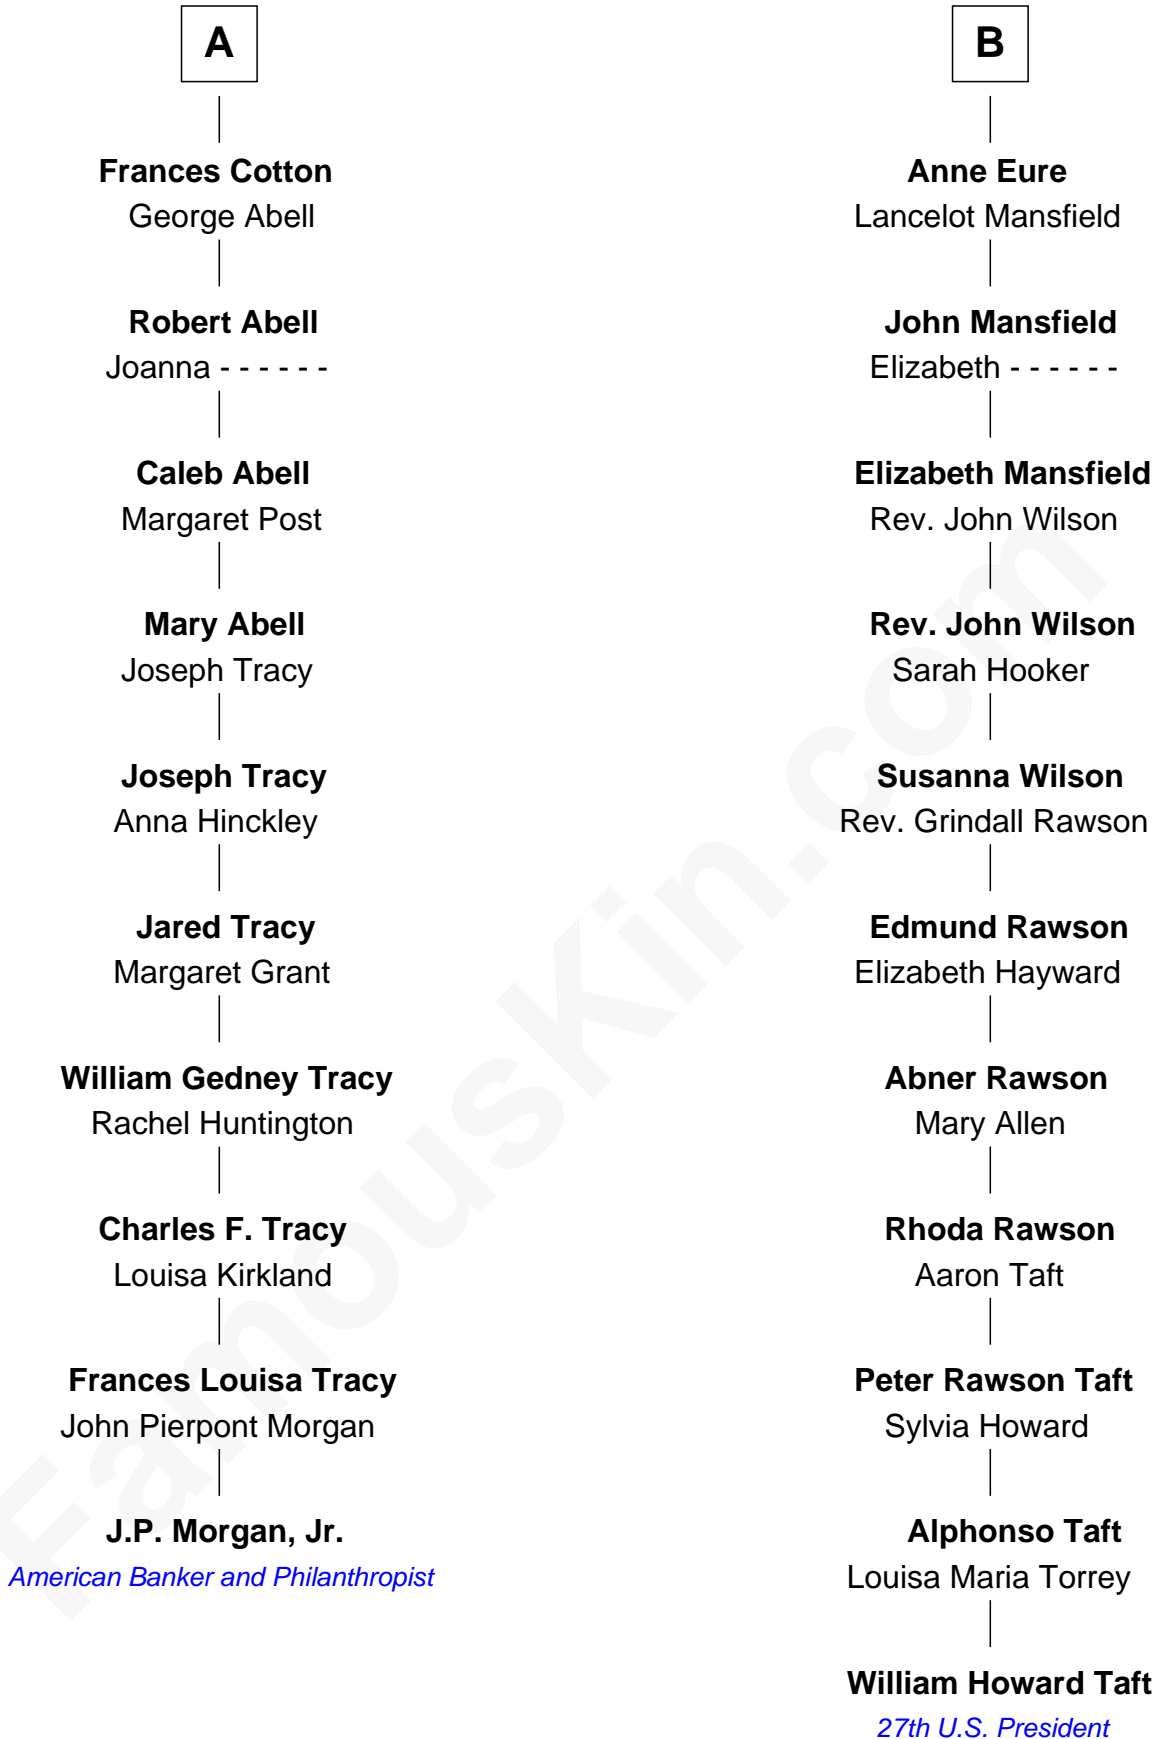 A
Frances Cotton
George Abell
Robert Abell
Joanna - - - - - -
Caleb Abell
Margaret Post
Mary Abell
Joseph Tracy
Joseph Tracy
Anna Hinckley
Jared Tracy
Margaret Grant
William Gedney Tracy
Rachel Huntington
Charles F. Tracy
Louisa Kirkland
Frances Louisa Tracy
John Pierpont Morgan
J.P. Morgan, Jr.
American Banker and Philanthropist
B
Anne Eure
Lancelot Mansfield
John Mansfield
Elizabeth - - - - - -
Elizabeth Mansfield
Rev. John Wilson
Rev. John Wilson
Sarah Hooker
Susanna Wilson
Rev. Grindall Rawson
Edmund Rawson
Elizabeth Hayward
Abner Rawson
Mary Allen
Rhoda Rawson
Aaron Taft
Peter Rawson Taft
Sylvia Howard
Alphonso Taft
Louisa Maria Torrey
William Howard Taft
27th U.S. President
FamousKin.com